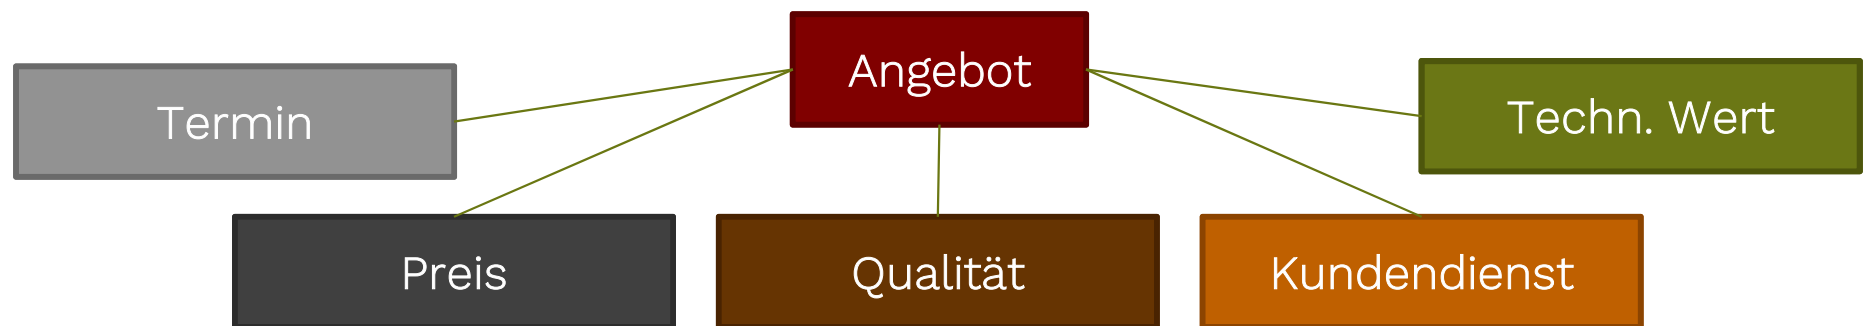 Angebot
Termin
Techn. Wert
Preis
Qualität
Kundendienst